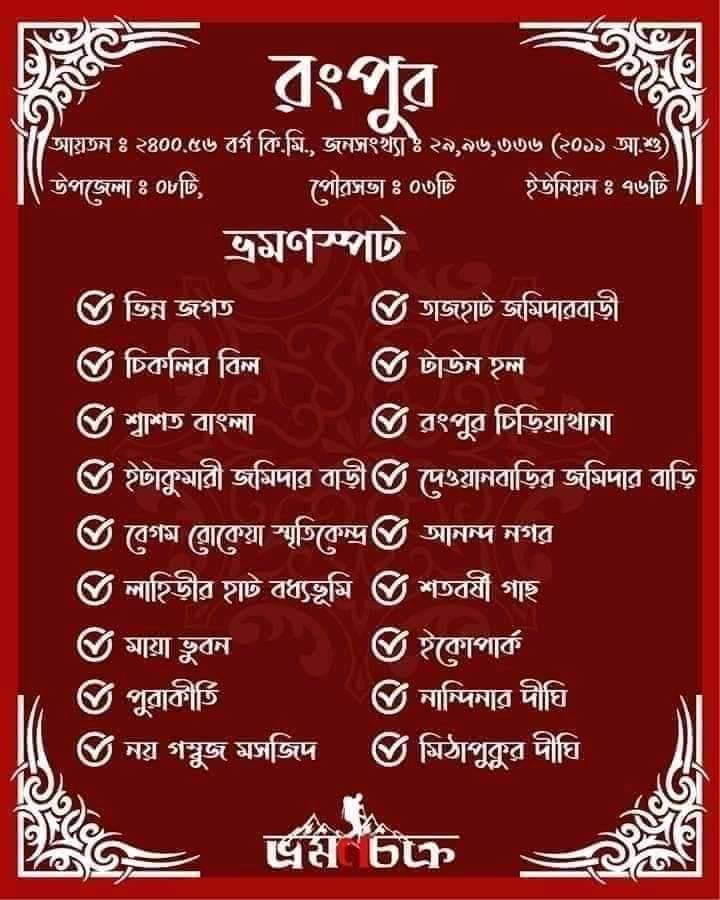 রংপুর
আয়তন ঃ ২৪০০.৫৬ বর্গ কি.মি., জনসংখ্যা ঃ ২৯,৯৬,৩৩৬ (২০১১ আ.শু)
উপজেলা ঃ ০৮টি, পৌরসভা ঃ ০৩টি ইউনিয়ন ঃ ৭৬টি
ভ্রমণস্পট
ভিন্ন জগত তাজহাট জমিদারবাড়ী
চিকলির বিল টাউন হল
শ্বাশত বাংলা রংপুর চিড়িয়াখানা
ইটাকুমারী জমিদার বাড়ী দেওয়ানবাড়ির জমিদার বাড়ি
বেগম রোকেয়া স্মৃতিকেন্দ্র আনন্দ নগর
লাহিড়ীর হাট বধ্যভূমি শতবর্ষী গাছ
মায়া ভুবন ইকোপার্ক
পুরাকীর্তি নান্দিনার দীঘি
নয় গম্বুজ মসজিদ মিঠাপুকুর দীঘি
ভ্রমণচক্র